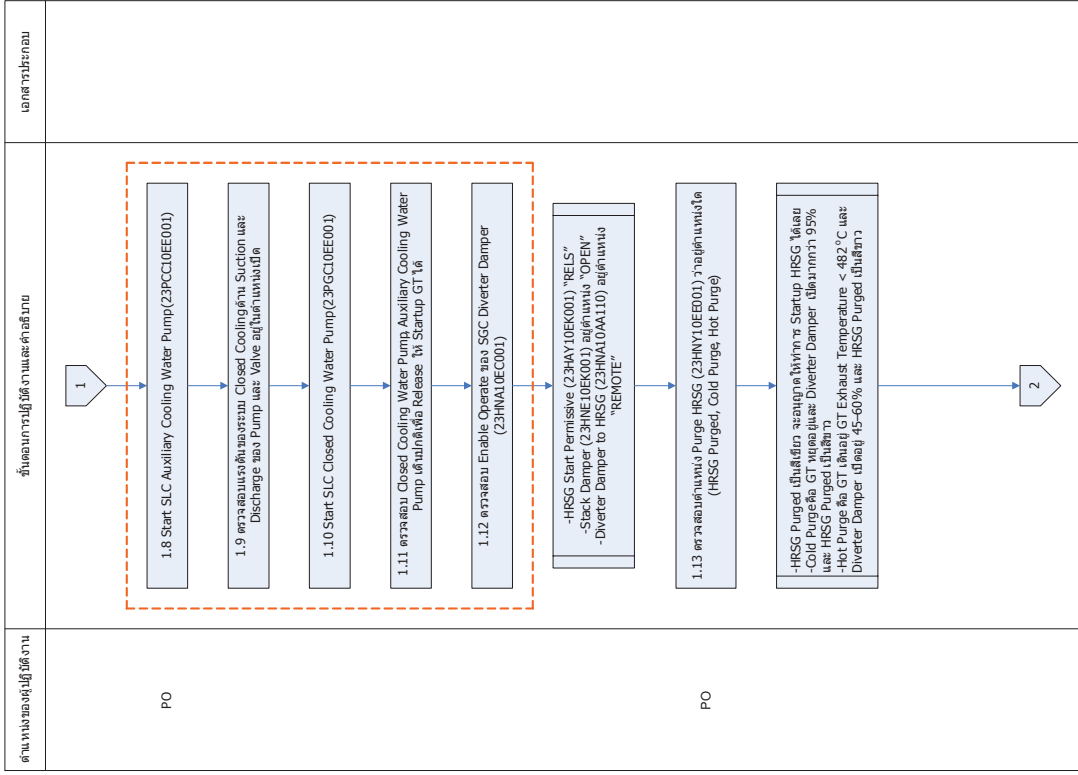 ตำแหน่งของผู้ปฏิบัติงาน
ขั้นตอนการปฏิบัติงานและคำอธิบาย
เอกสารประกอบ
1
PO
1.8 Start SLC Auxiliary Cooling Water Pump(23PCC10EE001)
1.9 ตรวจสอบแรงดันของระบบ Closed Coolingด้าน Suction และ
Discharge ของ Pump และ Valve อยู่ในตำแหน่งเปิด
1.10 Start SLC Closed Cooling Water Pump(23PGC10EE001)
1.11 ตรวจสอบ Closed Cooling Water Pump, Auxiliary Cooling Water
Pump เดินปกติเพื่อ Release ให้ Startup GT ได้
1.12 ตรวจสอบ Enable Operate ของ SGC Diverter Damper
(23HNA10EC001)
-HRSG Start Permissive (23HAY10EK001) “RELS”
-Stack Damper (23HNE10EK001) อยู่ตำแหน่ง “OPEN”
-Diverter Damper to HRSG (23HNA10AA110) อยู่ตำแหน่ง
“REMOTE”
PO
1.13 ตรวจสอบตำแหน่ง Purge HRSG (23HNY10EE001) ว่าอยู่ตำแหน่งใด
(HRSG Purged, Cold Purge, Hot Purge)
-HRSG Purged เป็นสีเขียว จะอนุญาตให้ทำการ Startup HRSG ได้เลย
-Cold Purgeคือ GT หยุดอยู่และ Diverter Damper เปิดมากกว่า 95%
และ HRSG Purged เป็นสีขาว
-Hot Purge คือ GT เดินอยู่ GT Exhaust Temperature < 482°C และ
Diverter Damper เปิดอยู่ 45-60% และ HRSG Purged เป็นสีขาว
2